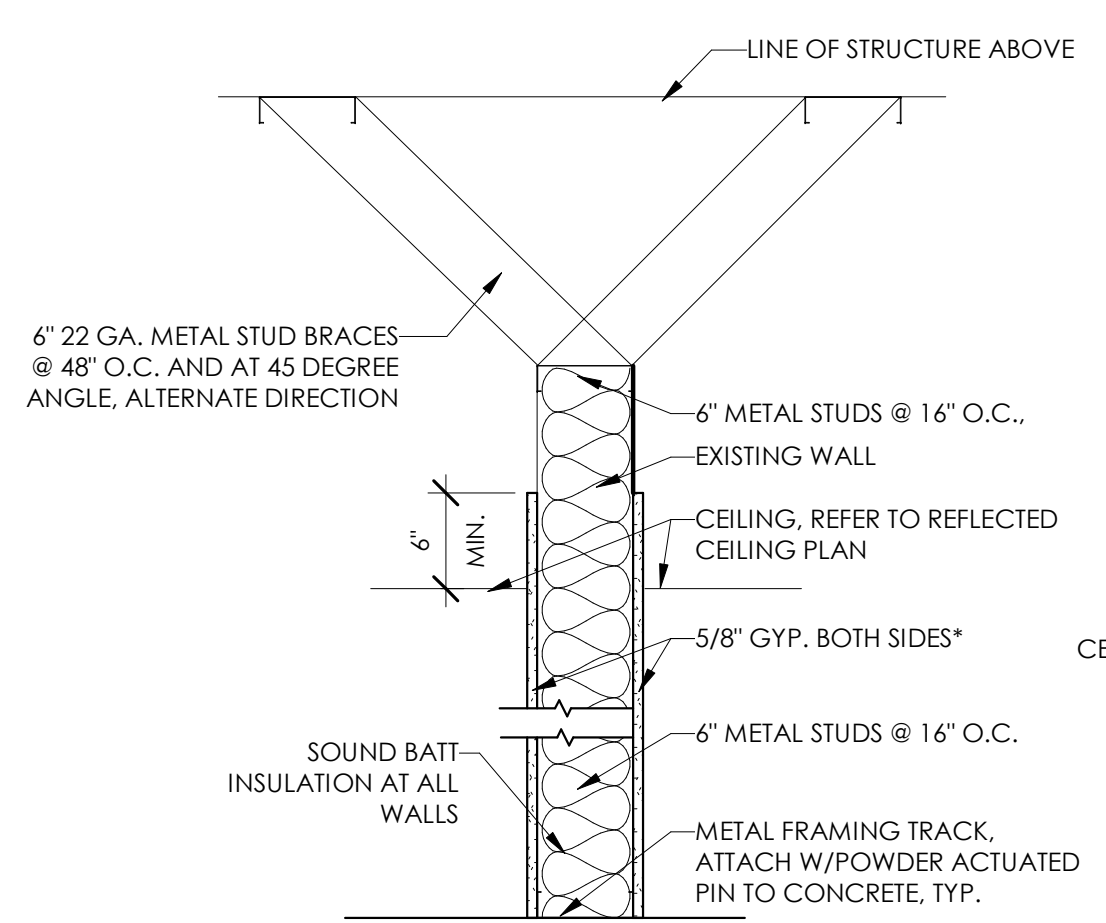 LINE OF STRUCTURE ABOVE
6" 22 GA. METAL STUD BRACES
@ 48" O.C. AND AT 45 DEGREE
ANGLE, ALTERNATE DIRECTION
6" METAL STUDS @ 16" O.C.,
EXISTING WALL
6"
MIN.
CEILING, REFER TO REFLECTED
CEILING PLAN
5/8" GYP. BOTH SIDES*
CE
6" METAL STUDS @ 16" O.C.
SOUND BATT
INSULATION AT ALL
WALLS
METAL FRAMING TRACK,
ATTACH W/POWDER ACTUATED
PIN TO CONCRETE, TYP.